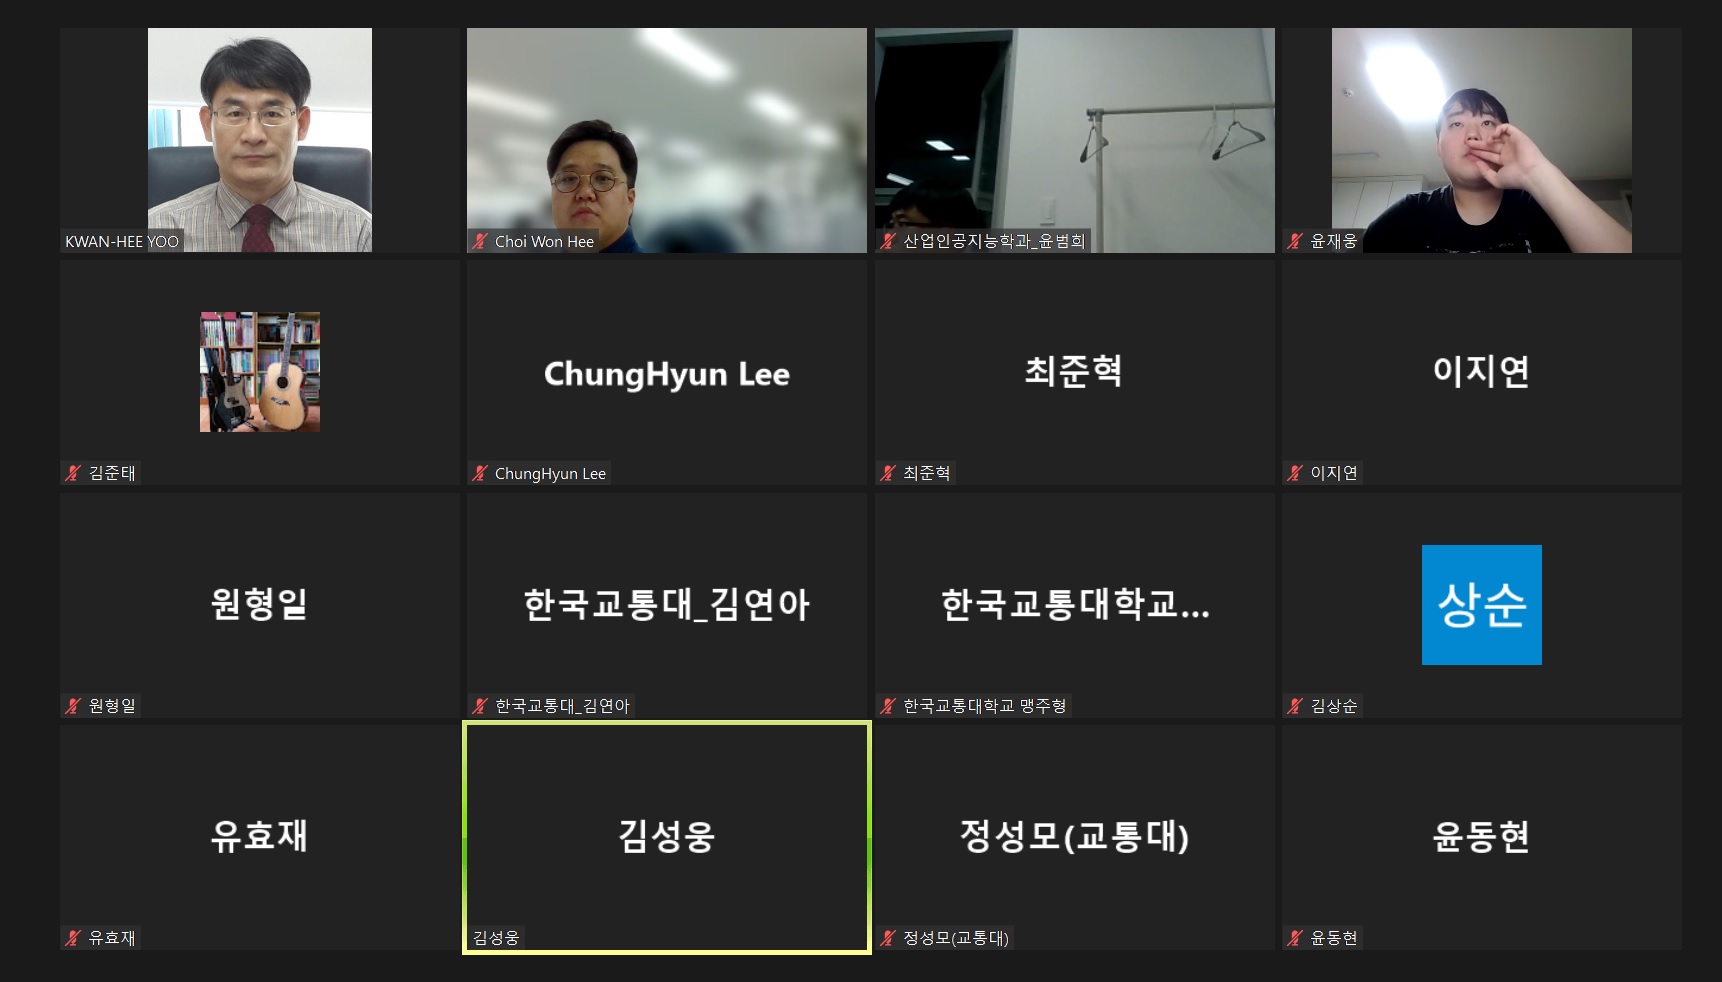 KWAN-HEE YOO
Choi Won Hee
산업인공지능학과_윤범희
윤재웅
김준태
ChungHyun Lee
ChungHyun Lee
최준혁
최준혁
이지연
이지연
원형일
원형일
한국교통대_김연아
한국교통대_김연아
한국교통대학교...
한국교통대학교 맹주형
상순
김상순
유효재
유효재
김성웅
김성웅
정성모(교통대)
정성모(교통대)
윤동현
윤동현